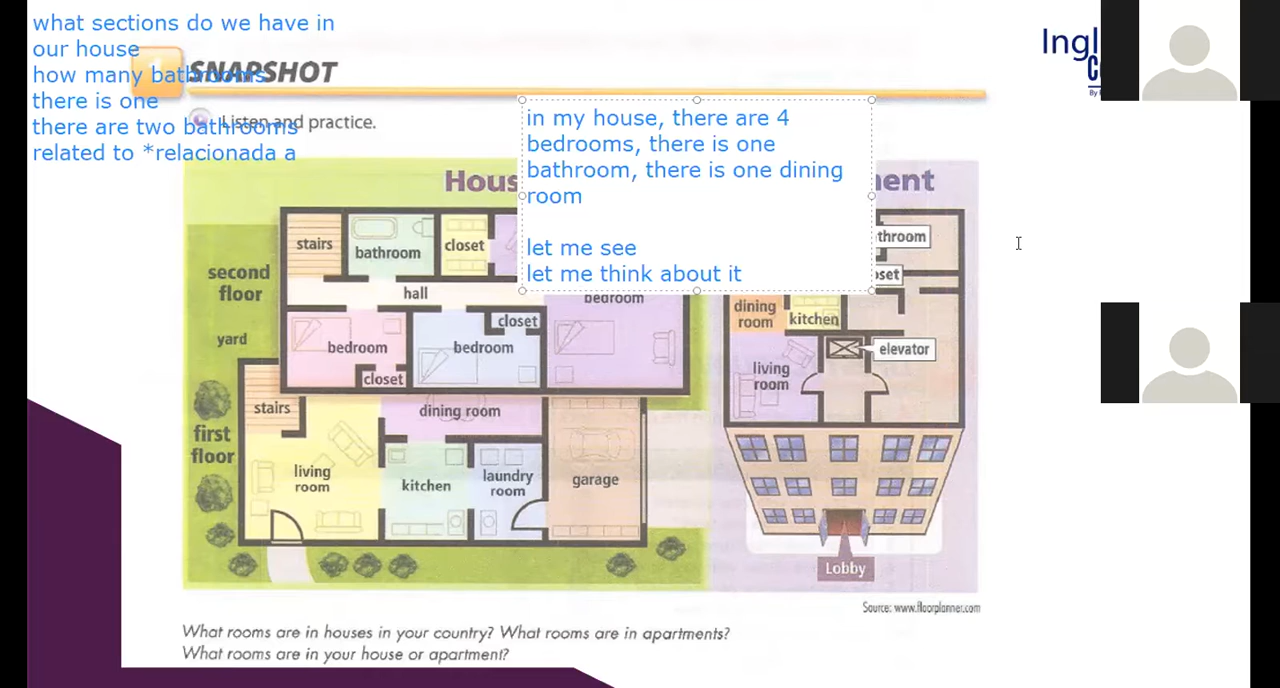 what sections do we have in
our house
how many bathrooms
there is one
there are two bathrooms
related to *relacionada a
SNAPSHOT
Listen and practice.
in my house, there are 4
bedrooms, there is one
bathroom, there is one dining
room
let me see
let me think about it
stairs
bathroom
closet
second
floor
hall
bedroom
yard
bedroom
closet
bedroom
closet
stairs
dining room
first
floor
living
room
kitchen
laundry
room
garage
dining
room
kitchen
elevator
living
room
Lobby
Source: www.floorplanner.com
What rooms are in houses in your country? What rooms are in apartments?
What rooms are in your house or apartment?